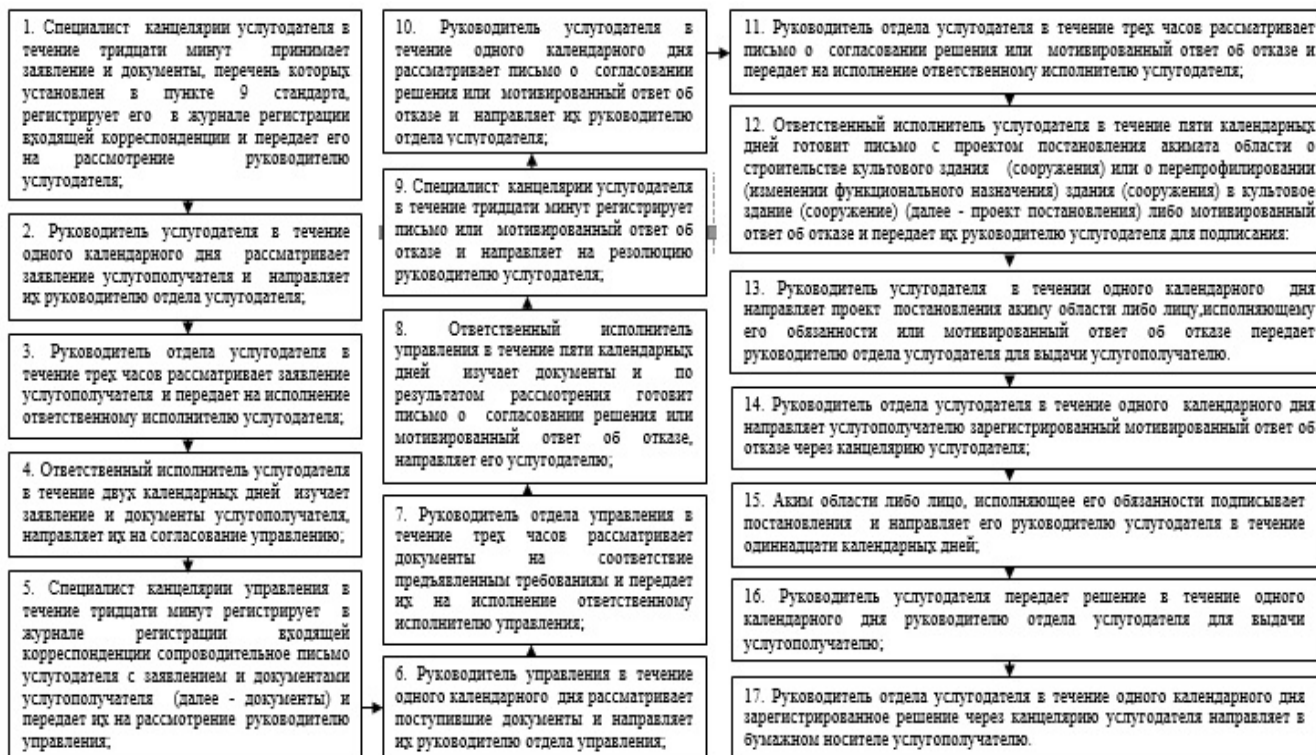 1. Специалист канцелярии услугодателя в
течение тридцати минут принимает
заявление и документы, перечень которых
установлен в пункте 9 стандарта,
регистрирует его в журнале регистрации
входящей корреспонденции и передает его
на рассмотрение руководителю
услугодателя;
2. Руководитель услугодателя в течение
одного календарного дня рассматривает
заявление услугополучателя и направляет
их руководителю отдела услугодателя;
3. Руководитель отдела услугодателя в
течение трех часов рассматривает заявление
услугополучателя и передает на исполнение
ответственному исполнителю услугодателя;
4. Ответственный исполнитель услугодателя
в течение двух календарных дней изучает
заявление и документы услугополучателя,
направляет их на согласование управлению;
5. Специалист канцелярии управления в
течение тридцати минут регистрирует в
журнале регистрации входящей
корреспонденции сопроводительное письмо
услугодателя с заявлением и документами
услугополучателя (далее - документы) и
передает их на рассмотрение руководителю
управления;
6. Руководитель управления в течение
одного календарного дня рассматривает
поступившие документы и направляет
их руководителю отдела управления;
7. Руководитель отдела управления в
течение трех часов рассматривает
документы на соответствие
предъявленным требованиям и передает
их на исполнение ответственному
исполнителю управления;
8. Ответственный исполнитель
управления в течение пяти календарных
дней изучает документы и по
результатом рассмотрения готовит
письмо о согласовании решения или
мотивированный ответ об отказе,
направляет его услугодателю;
9. Специалист канцелярии услугодателя
в течение тридцати минут регистрирует
письмо или мотивированный ответ об
отказе и направляет на резолюцию
руководителю услугодателя;
10. Руководитель услугодателя в
течение одного календарного дня
рассматривает письмо о согласовании
решения или мотивированный ответ об
отказе и направляет их руководителю
отдела услугодателя;
11. Руководитель отдела услугодателя в течение трех часов рассматривает
письмо о согласовании решения или мотивированный ответ об отказе и
передает на исполнение ответственному исполнителю услугодателя;
12. Ответственный исполнитель услугодателя в течение пяти календарных
дней готовит письмо с проектом постановления акимата области о
строительстве культового здания (сооружения) или о перепрофилировании
(изменении функционального назначения) здания (сооружения) в культовое
здание (сооружение) (далее - проект постановления) либо мотивированный
ответ об отказе и передает их руководителю услугодателя для подписания:
13. Руководитель услугодателя в течении одного календарного дня
направляет проект постановления акиму области либо лицу,исполняющему
его обязанности или мотивированный ответ об отказе передает
руководителю отдела услугодателя для выдачи услугополучателю.
14. Руководитель отдела услугодателя в течение одного календарного дня
направляет услугополучателю зарегистрированный мотивированный ответ об
отказе через канцелярию услугодателя;
15. Аким области либо лицо, исполняющее его обязанности подписывает
постановления и направляет его руководителю услугодателя в течение
одиннадцати календарных дней;
16. Руководитель услугодателя передает решение в течение одного
календарного дня руководителю отдела услугодателя для выдачи
услугополучателю;
17. Руководитель отдела услугодателя в течение одного календарного дня
зарегистрированное решение через канцелярию услугодателя направляет в
бумажном носителе услугополучателю.